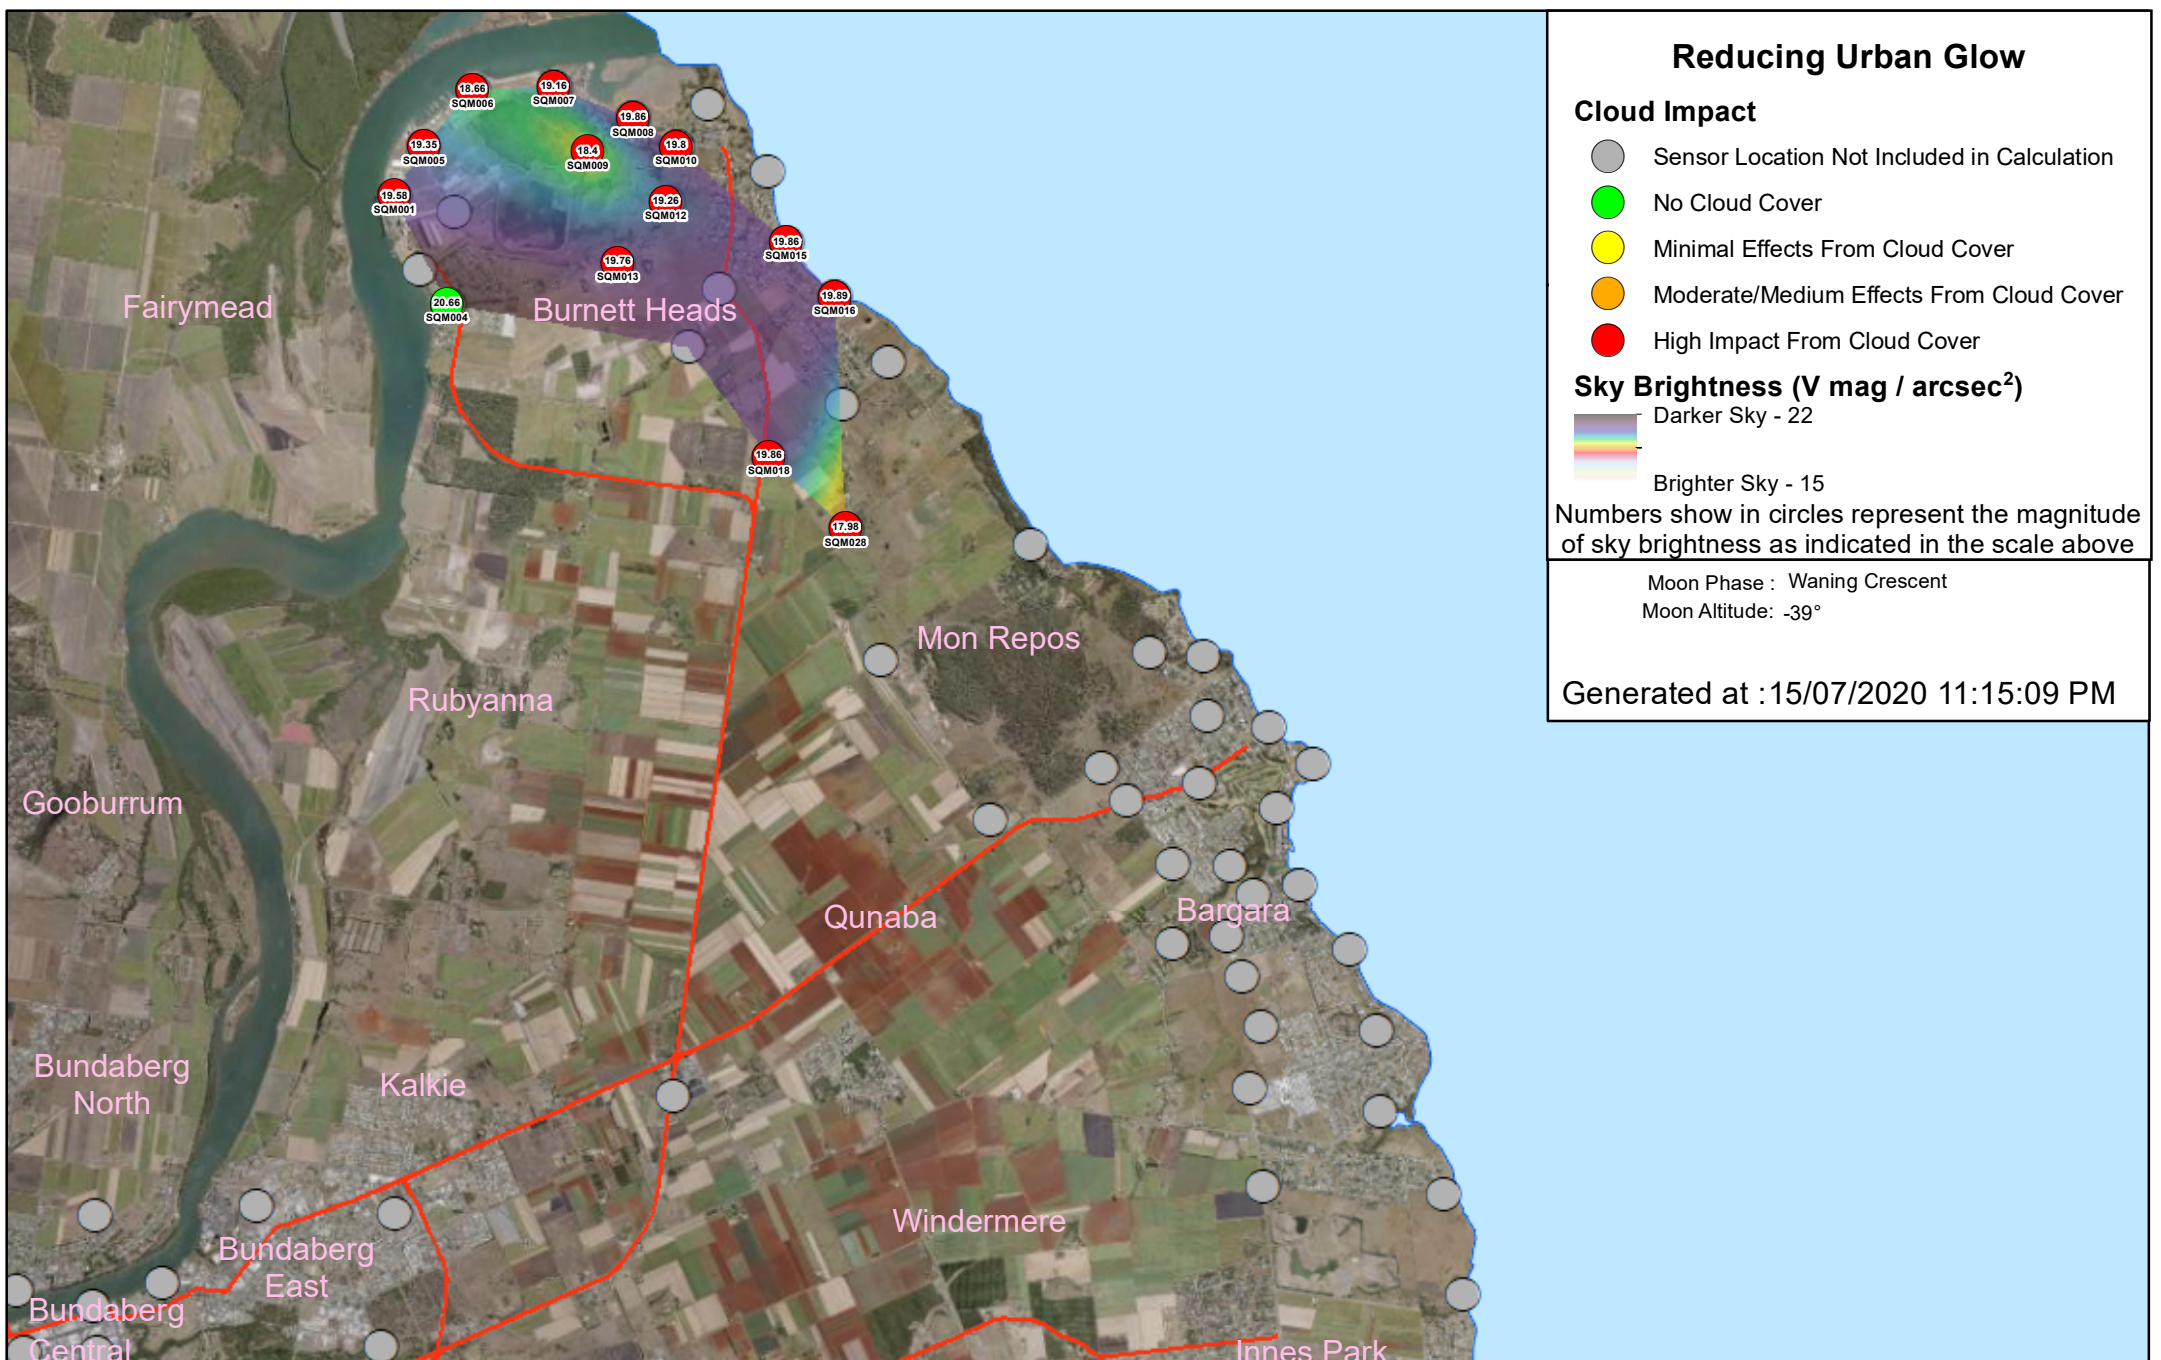 Reducing Urban Glow
Cloud Impact
Sensor Location Not Included in Calculation
No Cloud Cover
Minimal Effects From Cloud Cover
Moderate/Medium Effects From Cloud Cover
High Impact From Cloud Cover
Sky Brightness (V mag / arcsec²)
Darker Sky - 22
Brighter Sky - 15
Numbers show in circles represent the magnitude
of sky brightness as indicated in the scale above
Moon Phase : Waning Crescent
Moon Altitude: -39°
Generated at :15/07/2020 11:15:09 PM
18.66
SQM006
19.16
SQM007
19.86
SQM008
19.35
SQM005
18.4
SQM009
19.8
SQM010
19.58
SQM001
19.26
SQM012
19.86
SQM015
19.76
SQM013
20.66
SQM004
19.89
SQM016
19.86
SQM018
17.98
SQM028
Fairymead
Burnett Heads
Mon Repos
Rubyanna
Gooburrum
Qunaba
Bargara
Bundaberg
North
Kalkie
Windermere
Bundaberg
East
Bundaberg
Central
Innes Park